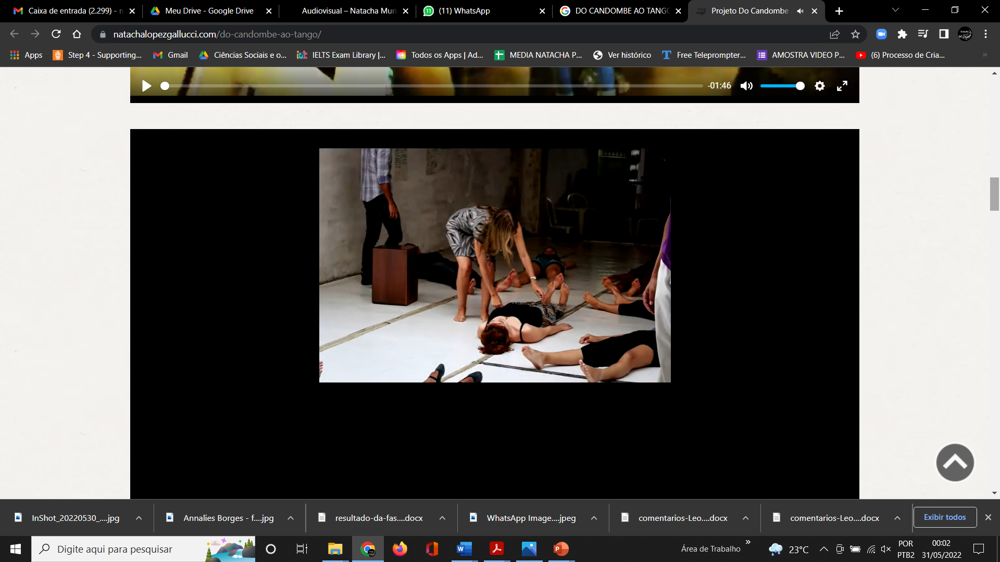 Caixa de entrada (2.299) - n
Meu Drive - Google Drive
Audiovisual – Natacha Muri
(11) WhatsApp
DO CANDOMBE AO TANGO
Projeto Do Candombe
natachalopezgallucci.com/do-candombe-ao-tango/
Apps
Step 4 - Supporting...
Gmail
Ciências Sociais e o...
IELTS Exam Library |...
Todos os Apps | Ad...
MEDIA NATACHA P...
Ver histórico
Free Teleprompter...
AMOSTRA VIDEO P...
(6) Processo de Cria...
-01:46
InShot_20220530_....jpg
Annalies Borges - f....jpg
resultado-da-fas....docx
WhatsApp Image....jpeg
comentarios-Leo....docx
comentarios-Leo....docx
Exibir todos
Digite aqui para pesquisar
Área de Trabalho
23°C
POR
PTB2
00:02
31/05/2022